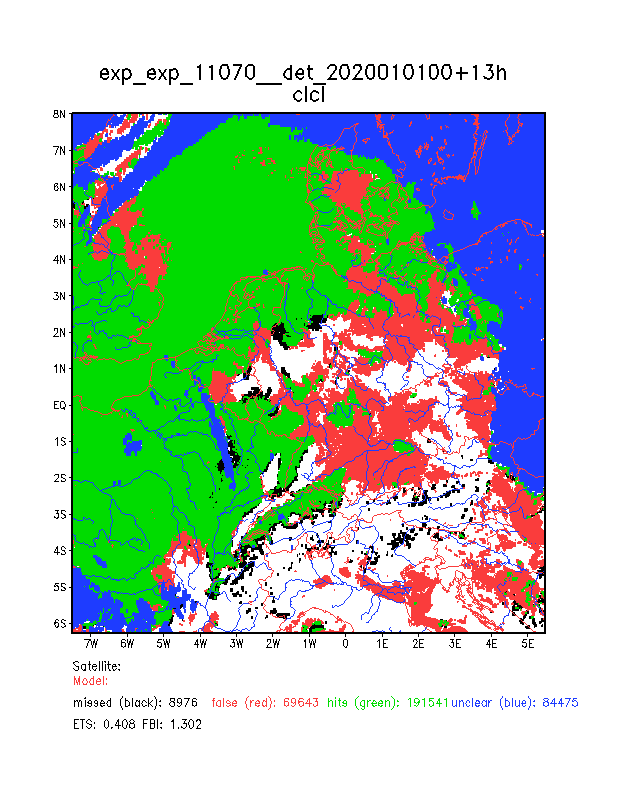 exp_exp_11070__det_2020010100+13h
clcl
8N
7N
6N
5N
4N
3N
2N
1N
EQ
1S
2S
3S
4S
5S
6S
7W 6W 5W 4W 3W 2W 1W 0 1E 2E 3E 4E 5E
Satellite:
Model:
missed (black): 8976 false (red): 69643 hite (green): 191541 unclear (blue): 84475
ETS: 0.408 FBI: 1.302